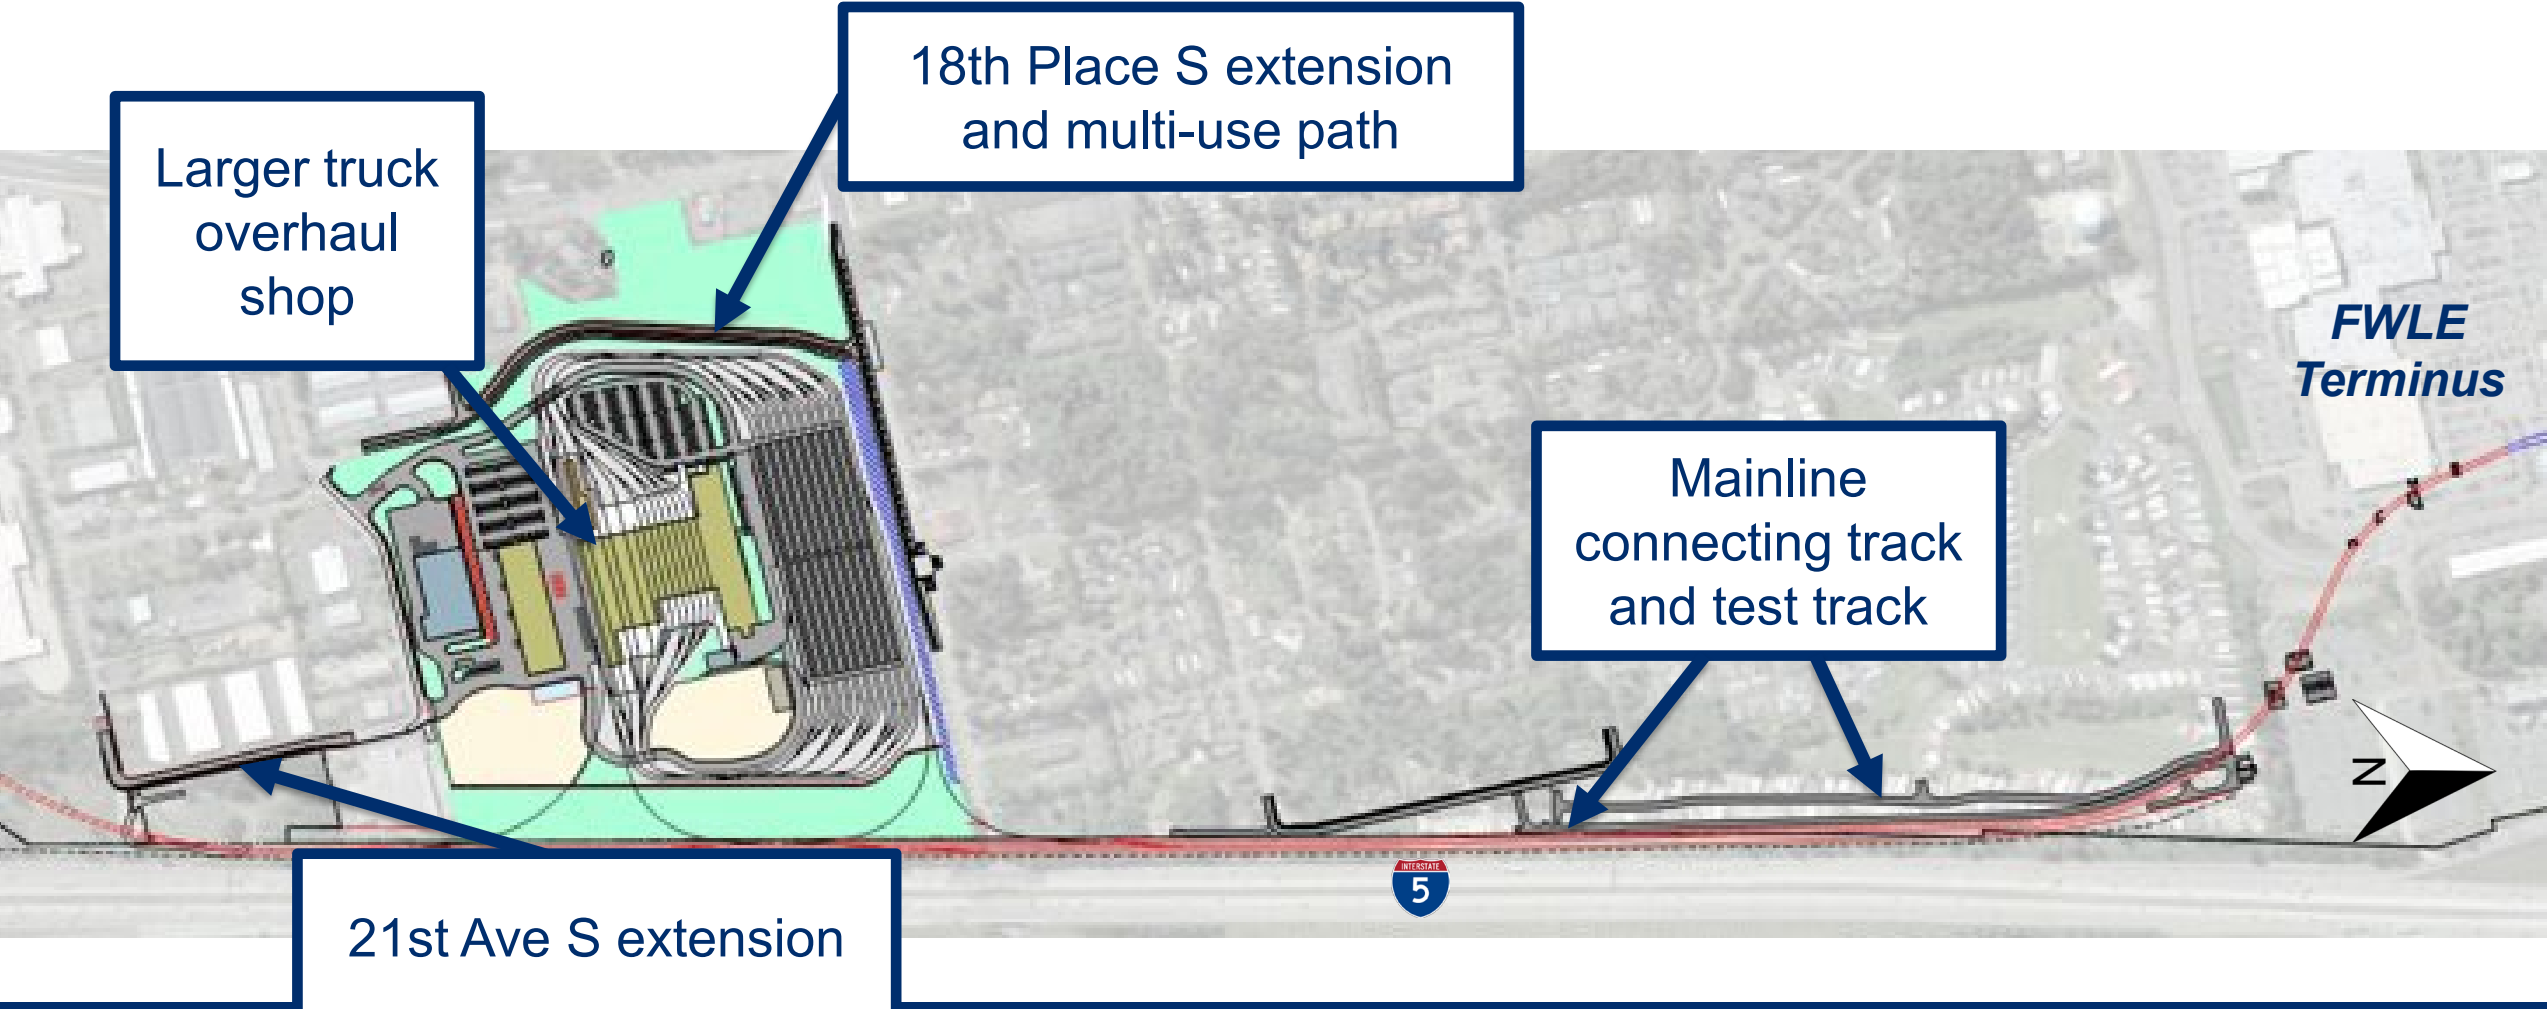 18th Place S extension
and multi-use path
Larger truck
overhaul
shop
FWLE
Terminus
Mainline
connecting track
and test track
N
INTERSTATE
5
21st Ave S extension